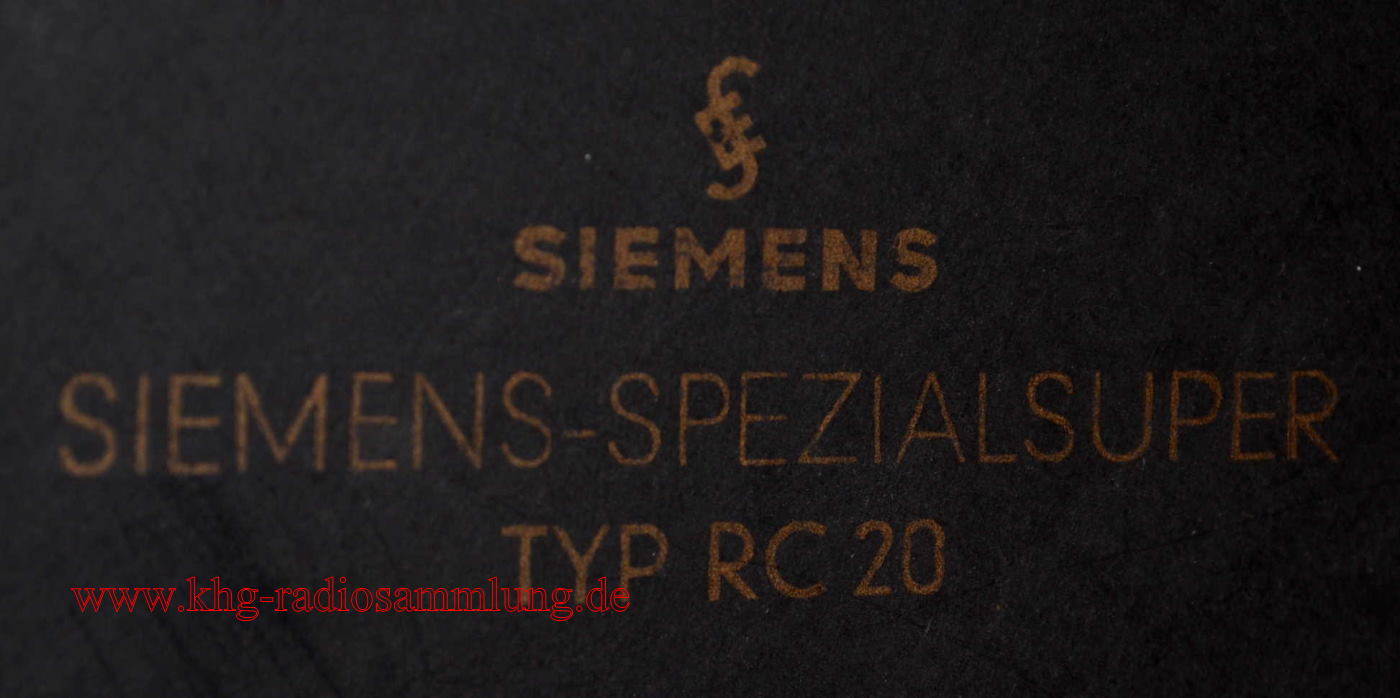 SIEMENS
SIEMENS-SPEZIALSUPER
TYP RC 20
www.khg-radiosammlung.de